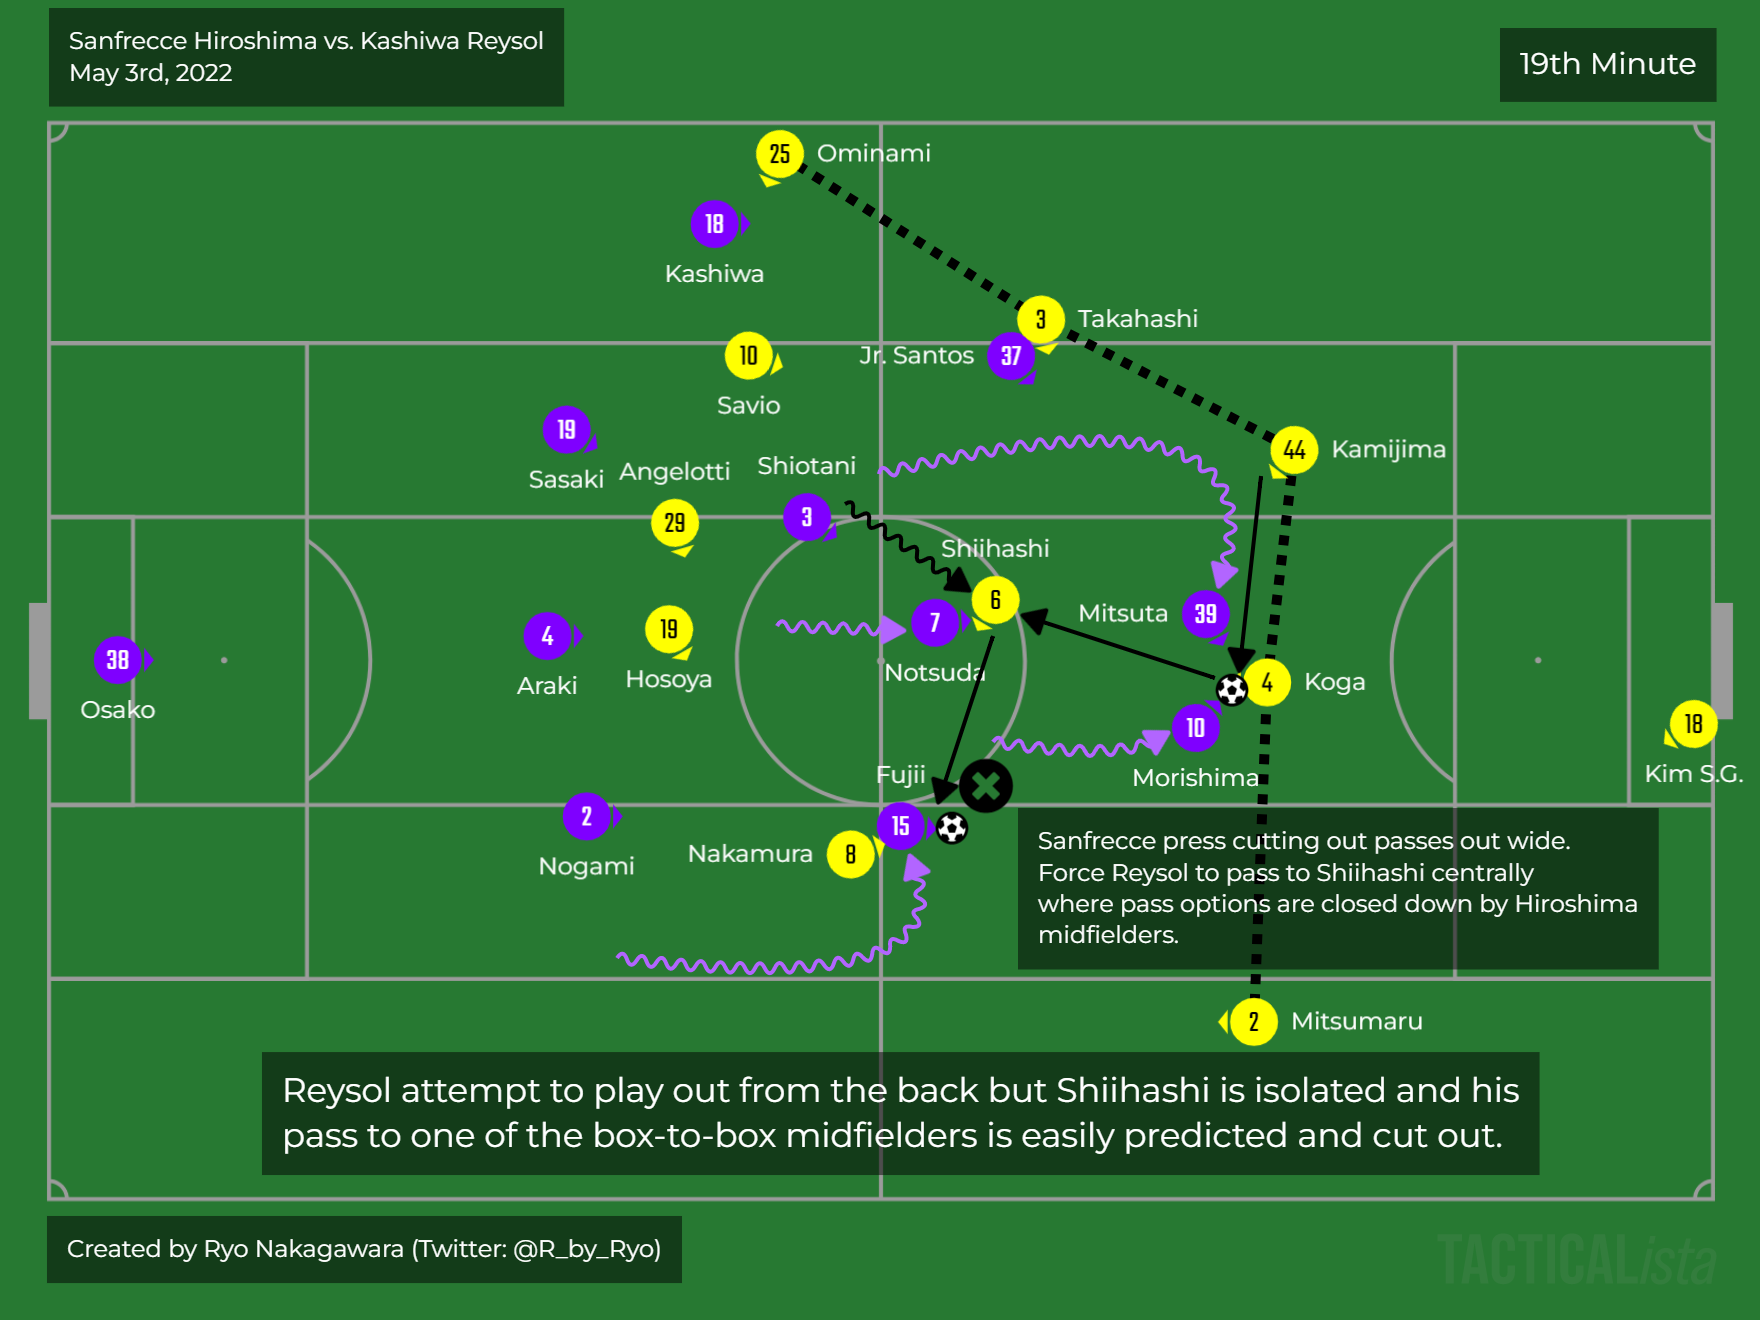 Sanfrecce Hiroshima vs. Kashiwa Reysol
May 3rd, 2022
19th Minute
25 Ominami
18
Kashiwa
3 Takahashi
10
Savio
Jr. Santos 37
19
Sasaki
44 Kamijima
Angelotti
29
Shiotani
3
Shiihashi
6
Mitsuta 39
7
Notsuda
4
Araki
19
Hosoya
38
Osako
4 Koga
10
Morishima
18
Kim S.G.
Fujii
15
2
Nogami
Nakamura 8
Sanfrecce press cutting out passes out wide.
Force Reysol to pass to Shiihashi centrally
where pass options are closed down by Hiroshima
midfielders.
2 Mitsumaru
Reysol attempt to play out from the back but Shiihashi is isolated and his
pass to one of the box-to-box midfielders is easily predicted and cut out.
Created by Ryo Nakagawara (Twitter: @R_by_Ryo)
TACTICALista